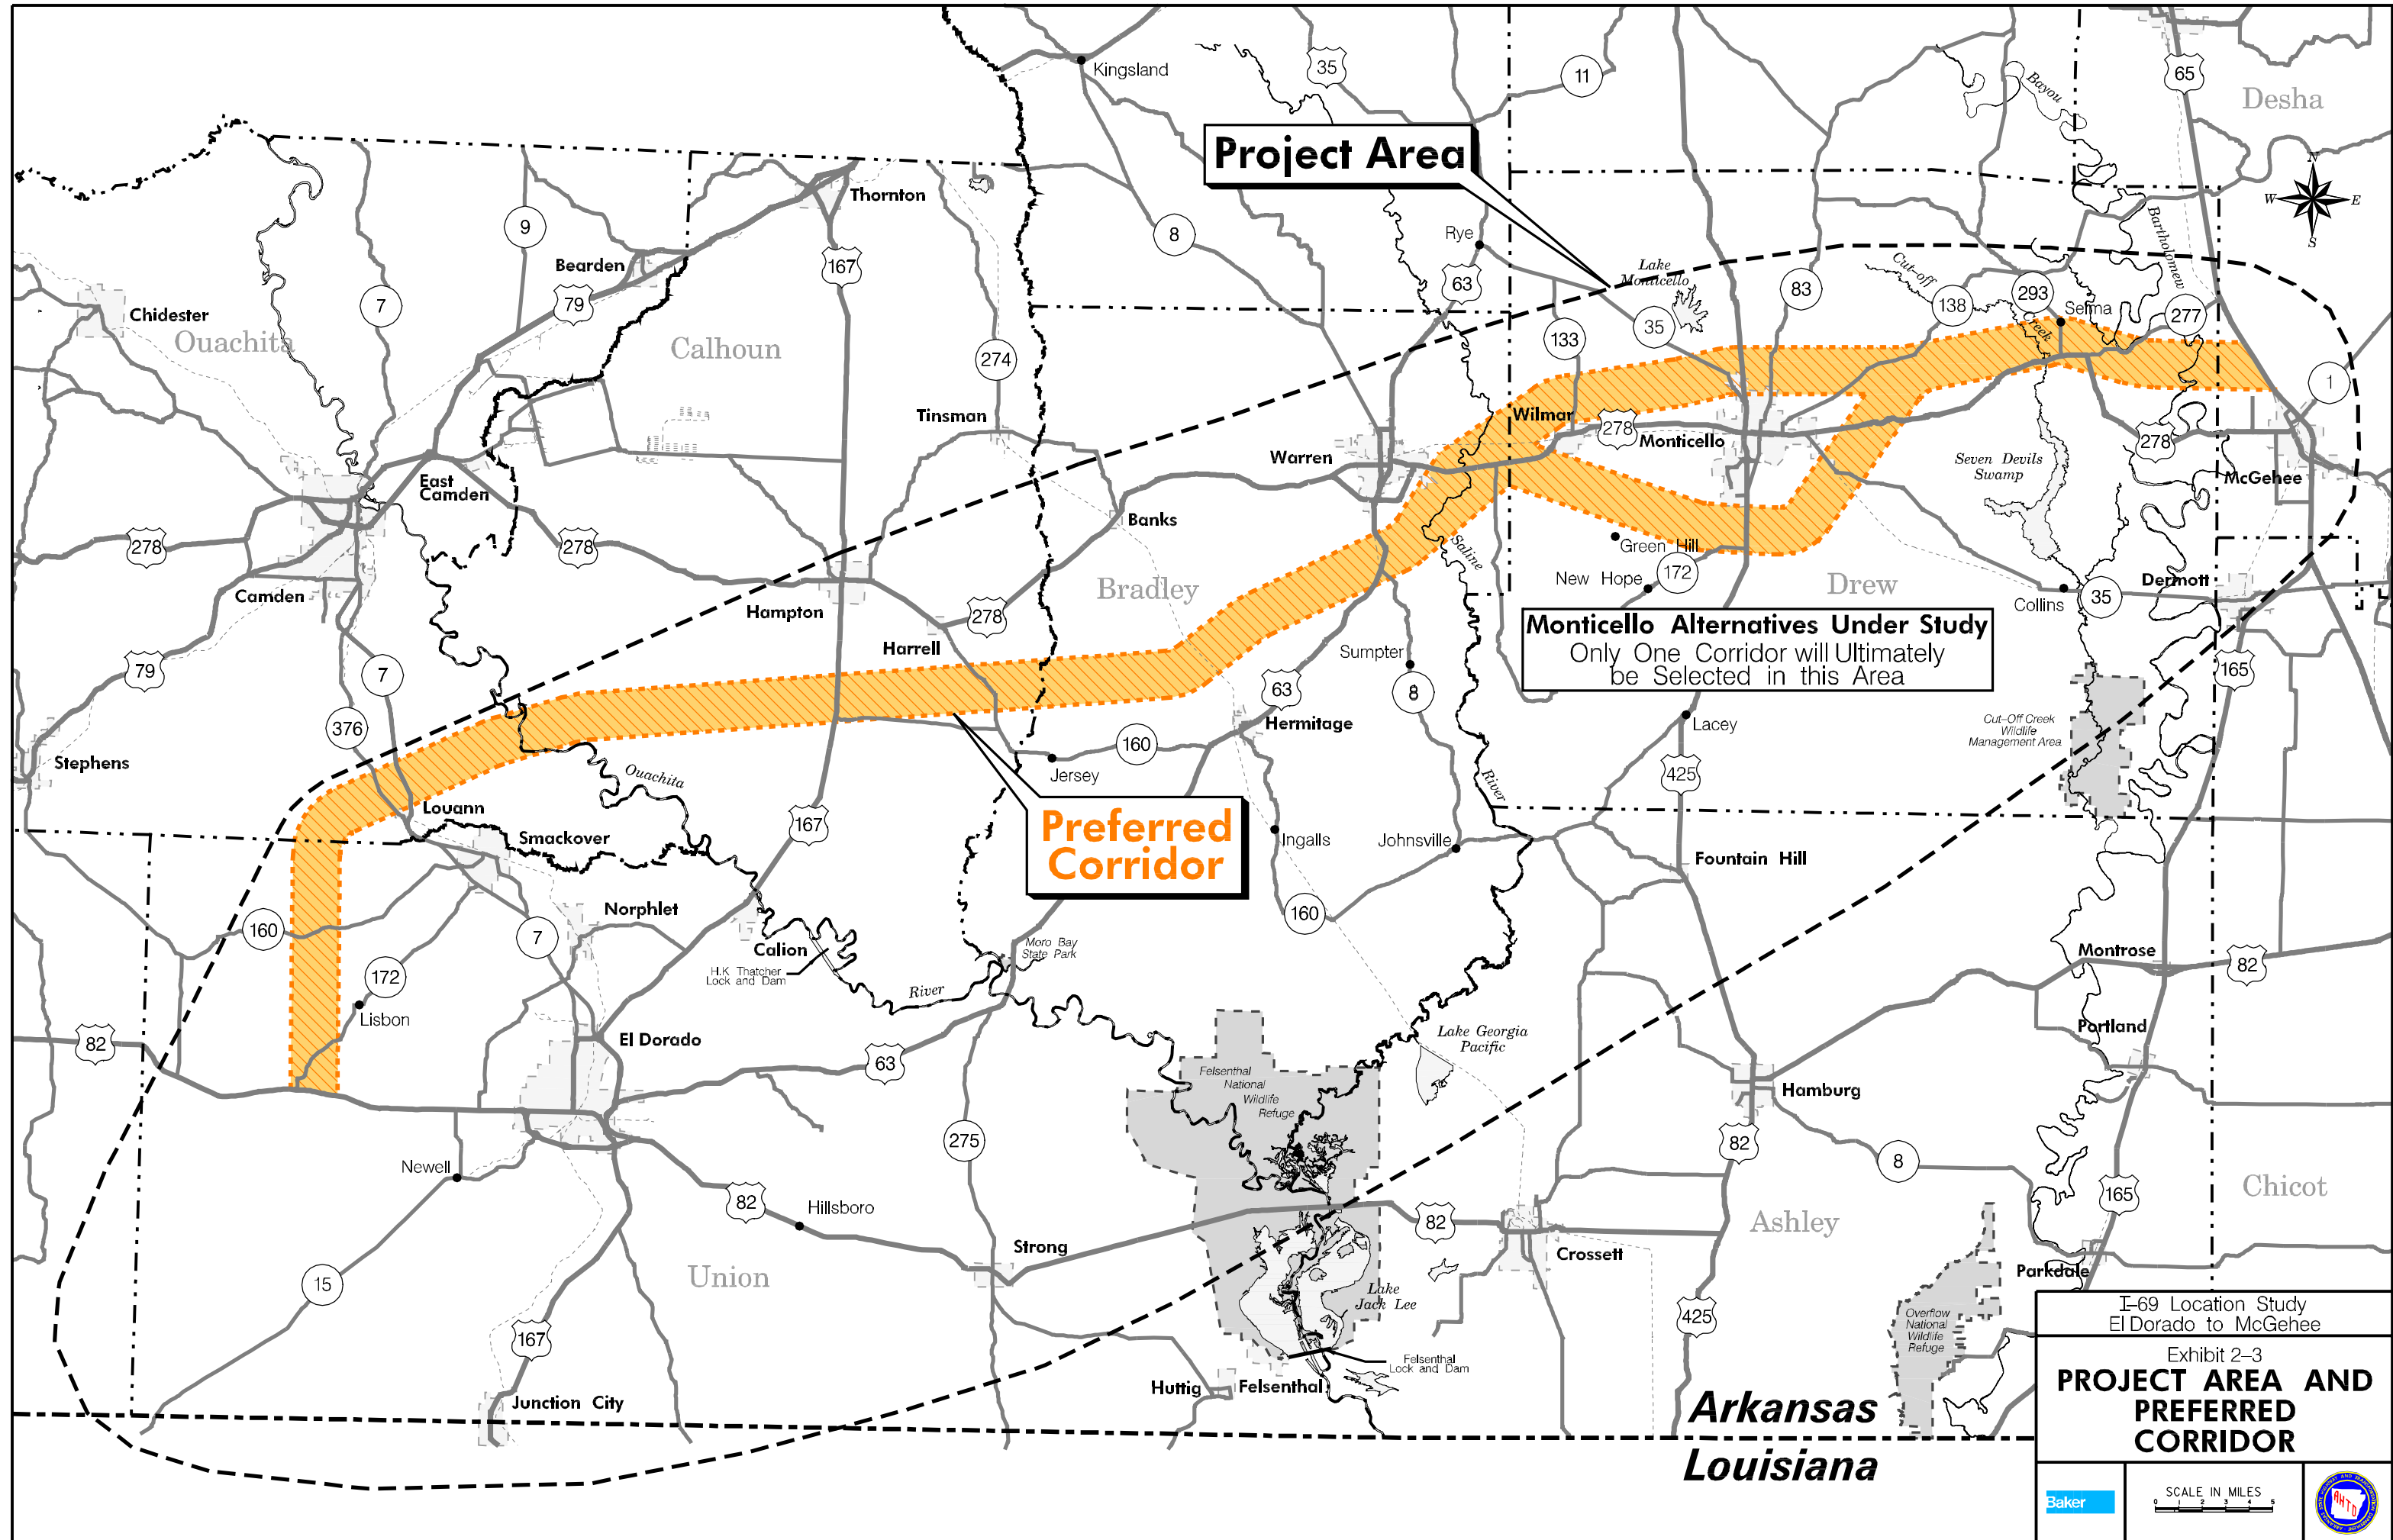 Kingsland
35
11
65
Bayou
Desha
Project Area
N
W
E
S
Thornton
9
8
Rye
Bartholomew
Bearden
167
Lake
Monticello
63
83
Cut-off
293
138
Selma
277
Creek
Chidester
7
79
Ouachita
Calhoun
274
133
35
1
Tinsman
Wilmar
278
Monticello
278
Warren
Seven Devils
Swamp
McGehee
East
Camden
Banks
278
278
Saline
Green Hill
172
New Hope
Drew
Dermott
Camden
Bradley
Collins
35
Hampton
278
Monticello Alternatives Under Study
Only One Corridor will Ultimately
be Selected in this Area
Harrell
Sumpter
79
7
63
8
165
376
Hermitage
Lacey
Cut-Off Creek
Wildlife
Management Area
Stephens
160
Jersey
Ouachita
River
425
Louann
167
Preferred
Corridor
Smackover
Ingalls
Johnsville
Fountain Hill
Norphlet
160
7
160
Calion
Moro Bay
State Park
Montrose
82
172
H.K Thatcher
Lock and Dam
River
Lisbon
82
El Dorado
Lake Georgia
Pacific
Portland
63
Felsenthal
National
Wildlife
Refuge
Hamburg
275
82
8
Newell
82
Hillsboro
165
Chicot
82
Ashley
Strong
Crossett
Union
15
Parkdale
Lake
Jack Lee
425
Overflow
National
Wildlife
Refuge
167
Felsenthal
Lock and Dam
Huttig
Felsenthal
Junction City
Arkansas
Louisiana
I-69 Location Study
El Dorado to McGehee
Exhibit 2-3
PROJECT AREA AND
PREFERRED
CORRIDOR
Baker
SCALE IN MILES
0 1 2 3 4 5
AHTD